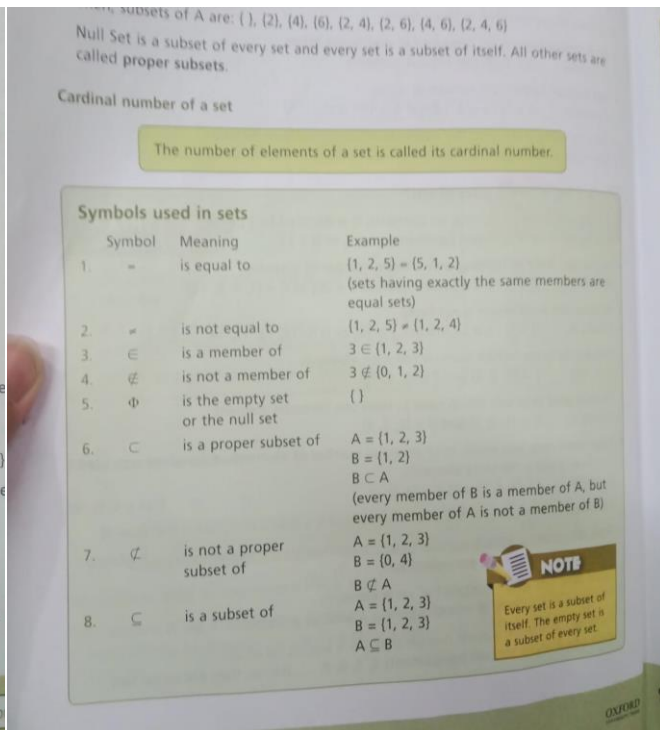 subsets of A are: { }, {2}, {4}, {6}, {2, 4}, {2, 6}, {4, 6}, {2, 4, 6}
Null Set is a subset of every set and every set is a subset of itself. All other sets are
called proper subsets.
Cardinal number of a set
The number of elements of a set is called its cardinal number.
Symbols used in sets
Symbol Meaning Example
1. = is equal to {1, 2, 5} = {5, 1, 2}
(sets having exactly the same members are
equal sets)
2. ≠ is not equal to {1, 2, 5} ≠ {1, 2, 4}
3. ∈ is a member of 3 ∈ {1, 2, 3}
4. ∉ is not a member of 3 ∉ {0, 1, 2}
5. Φ is the empty set { }
or the null set
6. ⊂ is a proper subset of A = {1, 2, 3}
B = {1, 2}
B ⊂ A
(every member of B is a member of A, but
every member of A is not a member of B)
7. ⊄ is not a proper A = {1, 2, 3}
subset of B = {0, 4}
B ⊄ A
8. ⊆ is a subset of A = {1, 2, 3}
B = {1, 2, 3}
A ⊆ B
NOTE
Every set is a subset of
itself. The empty set is
a subset of every set.
OXFORD